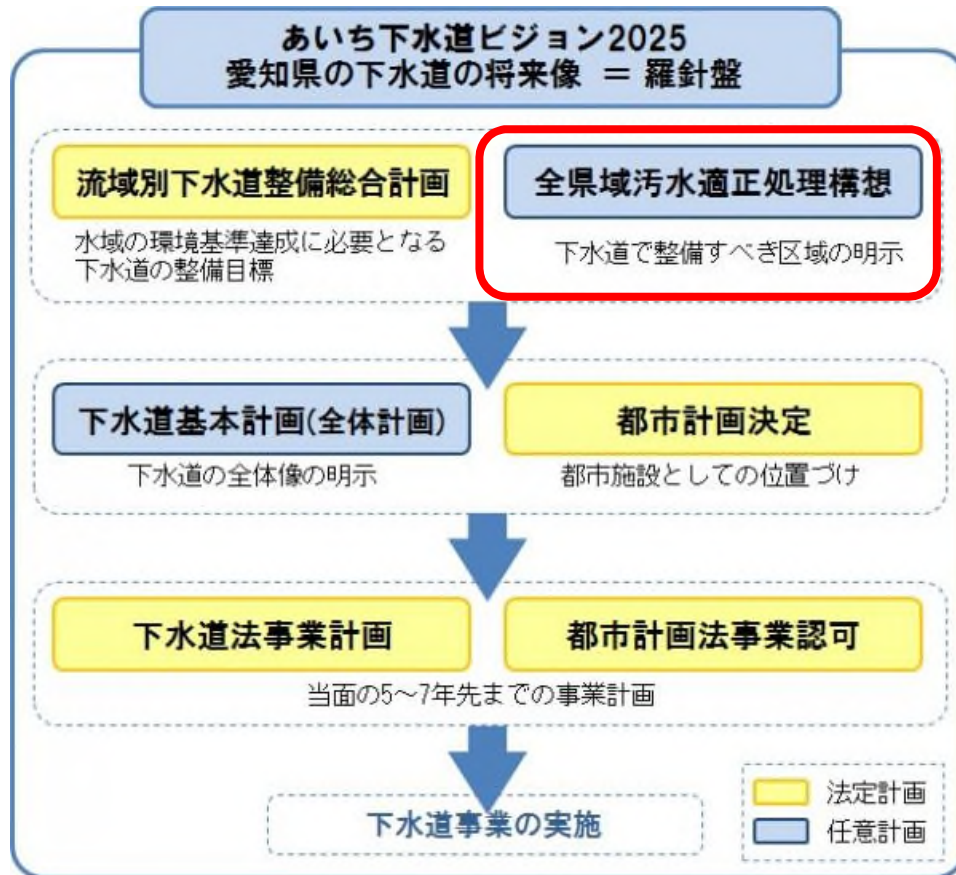 あいち下水道ビジョン2025
愛知県の下水道の将来像 ＝ 羅針盤
流域別下水道整備総合計画
水域の環境基準達成に必要となる
下水道の整備目標
全県域汚水適正処理構想
下水道で整備すべき区域の明示
下水道基本計画(全体計画)
下水道の全体像の明示
都市計画決定
都市施設としての位置づけ
下水道法事業計画
都市計画法事業認可
当面の5～7年先までの事業計画
下水道事業の実施
法定計画
任意計画